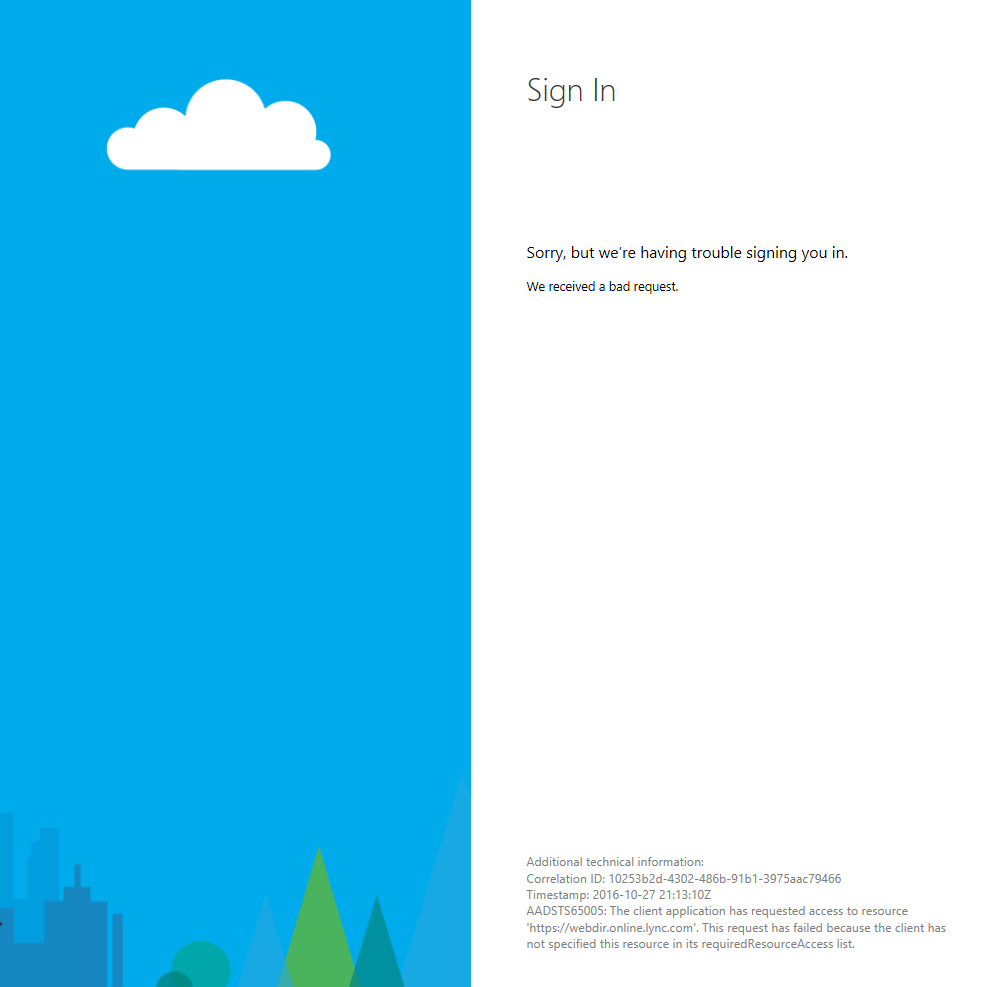 Sign In
Sorry, but we’re having trouble signing you in.
We received a bad request.
Additional technical information:
Correlation ID: 10253b2d-4302-486b-91b1-3975aac79466
Timestamp: 2016-10-27 21:13:10Z
AADSTS65005: The client application has requested access to resource
'https://webdir.online.lync.com'. This request has failed because the client has
not specified this resource in its requiredResourceAccess list.